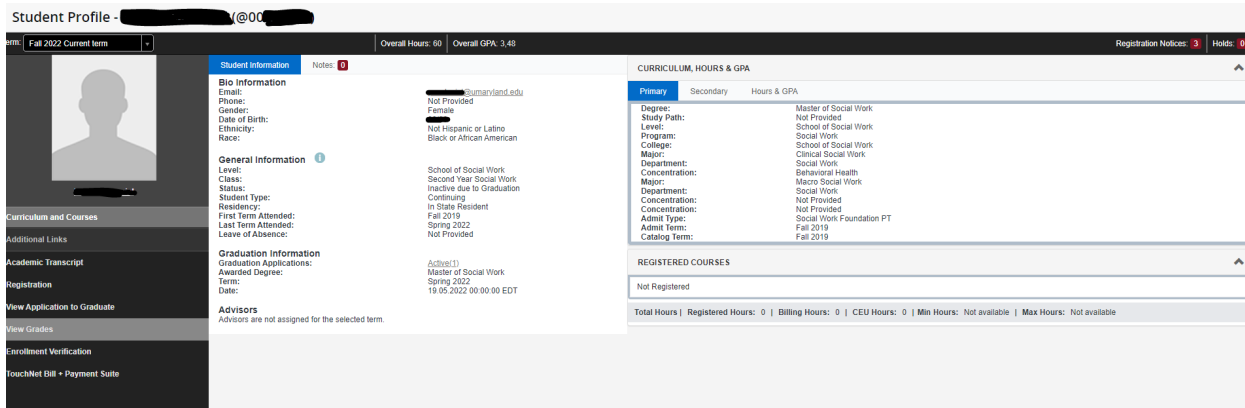 Student Profile - (@00 )
erm: Fall 2022 Current term Overall Hours: 60 Overall GPA: 3,48 Registration Notices: 3 Holds: 0
Curriculum and Courses
Additional Links
Academic Transcript
Registration
View Application to Graduate
View Grades
Enrollment Verification
TouchNet Bill + Payment Suite
Student Information Notes: 0
Bio Information
Email: @umaryland.edu
Phone: Not Provided
Gender: Female
Date of Birth:
Ethnicity: Not Hispanic or Latino
Race: Black or African American
General Information
Level: School of Social Work
Class: Second Year Social Work
Status: Inactive due to Graduation
Student Type: Continuing
Residency: In State Resident
First Term Attended: Fall 2019
Last Term Attended: Spring 2022
Leave of Absence: Not Provided
Graduation Information
Graduation Applications: Active(1)
Awarded Degree: Master of Social Work
Term: Spring 2022
Date: 19.05.2022 00:00:00 EDT
Advisors
Advisors are not assigned for the selected term.
CURRICULUM, HOURS & GPA
Primary Secondary Hours & GPA
Degree: Master of Social Work
Study Path: Not Provided
Level: School of Social Work
Program: Social Work
College: School of Social Work
Major: Clinical Social Work
Department: Social Work
Concentration: Behavioral Health
Major: Macro Social Work
Department: Social Work
Concentration: Not Provided
Concentration: Not Provided
Admit Type: Social Work Foundation PT
Admit Term: Fall 2019
Catalog Term: Fall 2019
REGISTERED COURSES
Not Registered
Total Hours | Registered Hours: 0 | Billing Hours: 0 | CEU Hours: 0 | Min Hours: Not available | Max Hours: Not available